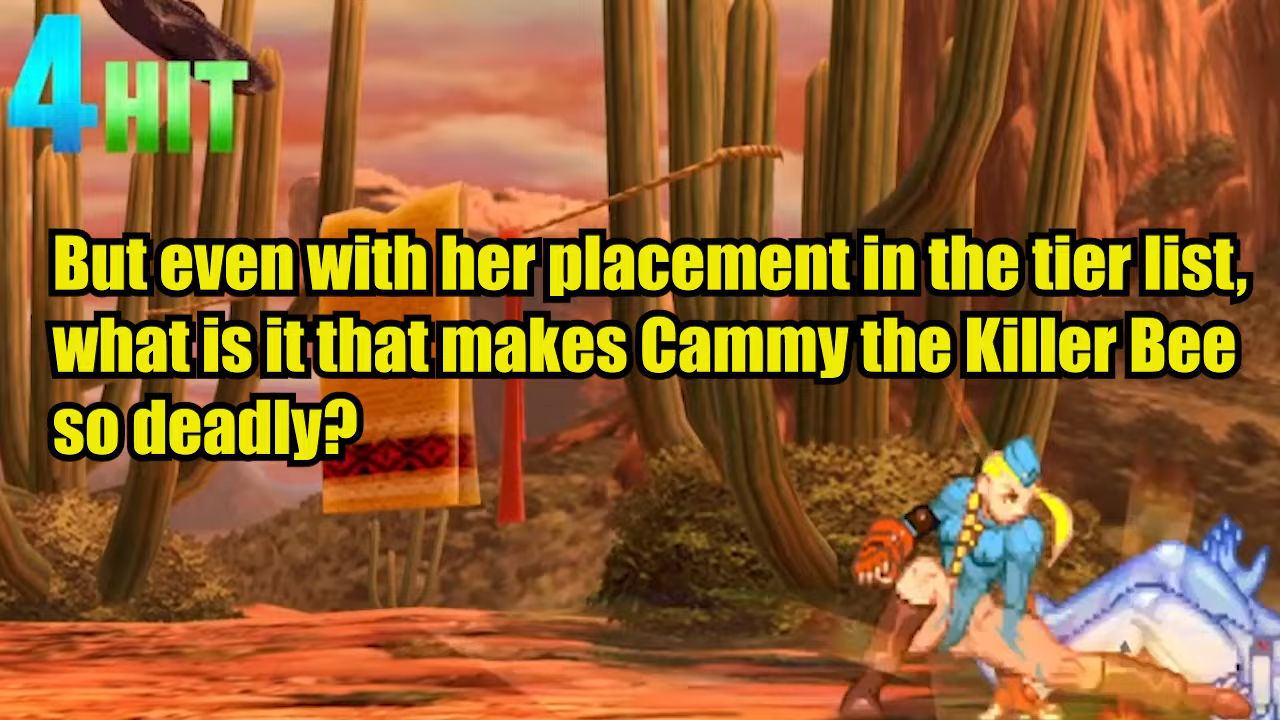 4 HIT
But even with her placement in the tier list,
what is it that makes Cammy the Killer Bee
so deadly?